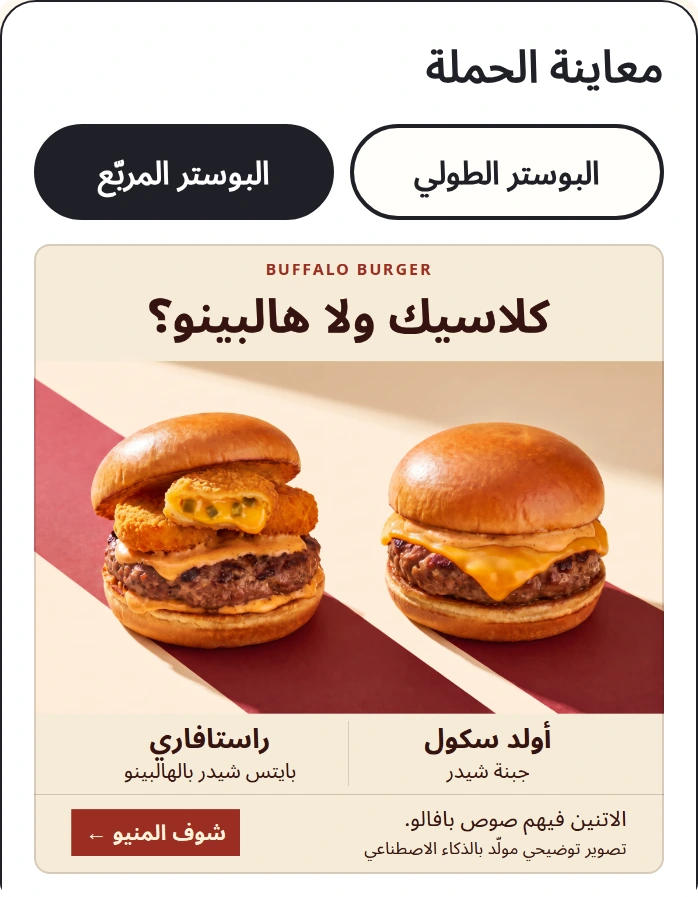 معاينة الحملة
البوستر الطولي
البوستر المربّع
BUFFALO BURGER
كلاسيك ولا هالبينو؟
أولد سكول
جبنة شيدر
راستافاري
بايتس شيدر بالهالبينو
الاتنين فيهم صوص بافالو.
تصوير توضيحي مولّد بالذكاء الاصطناعي
شوف المنيو ←